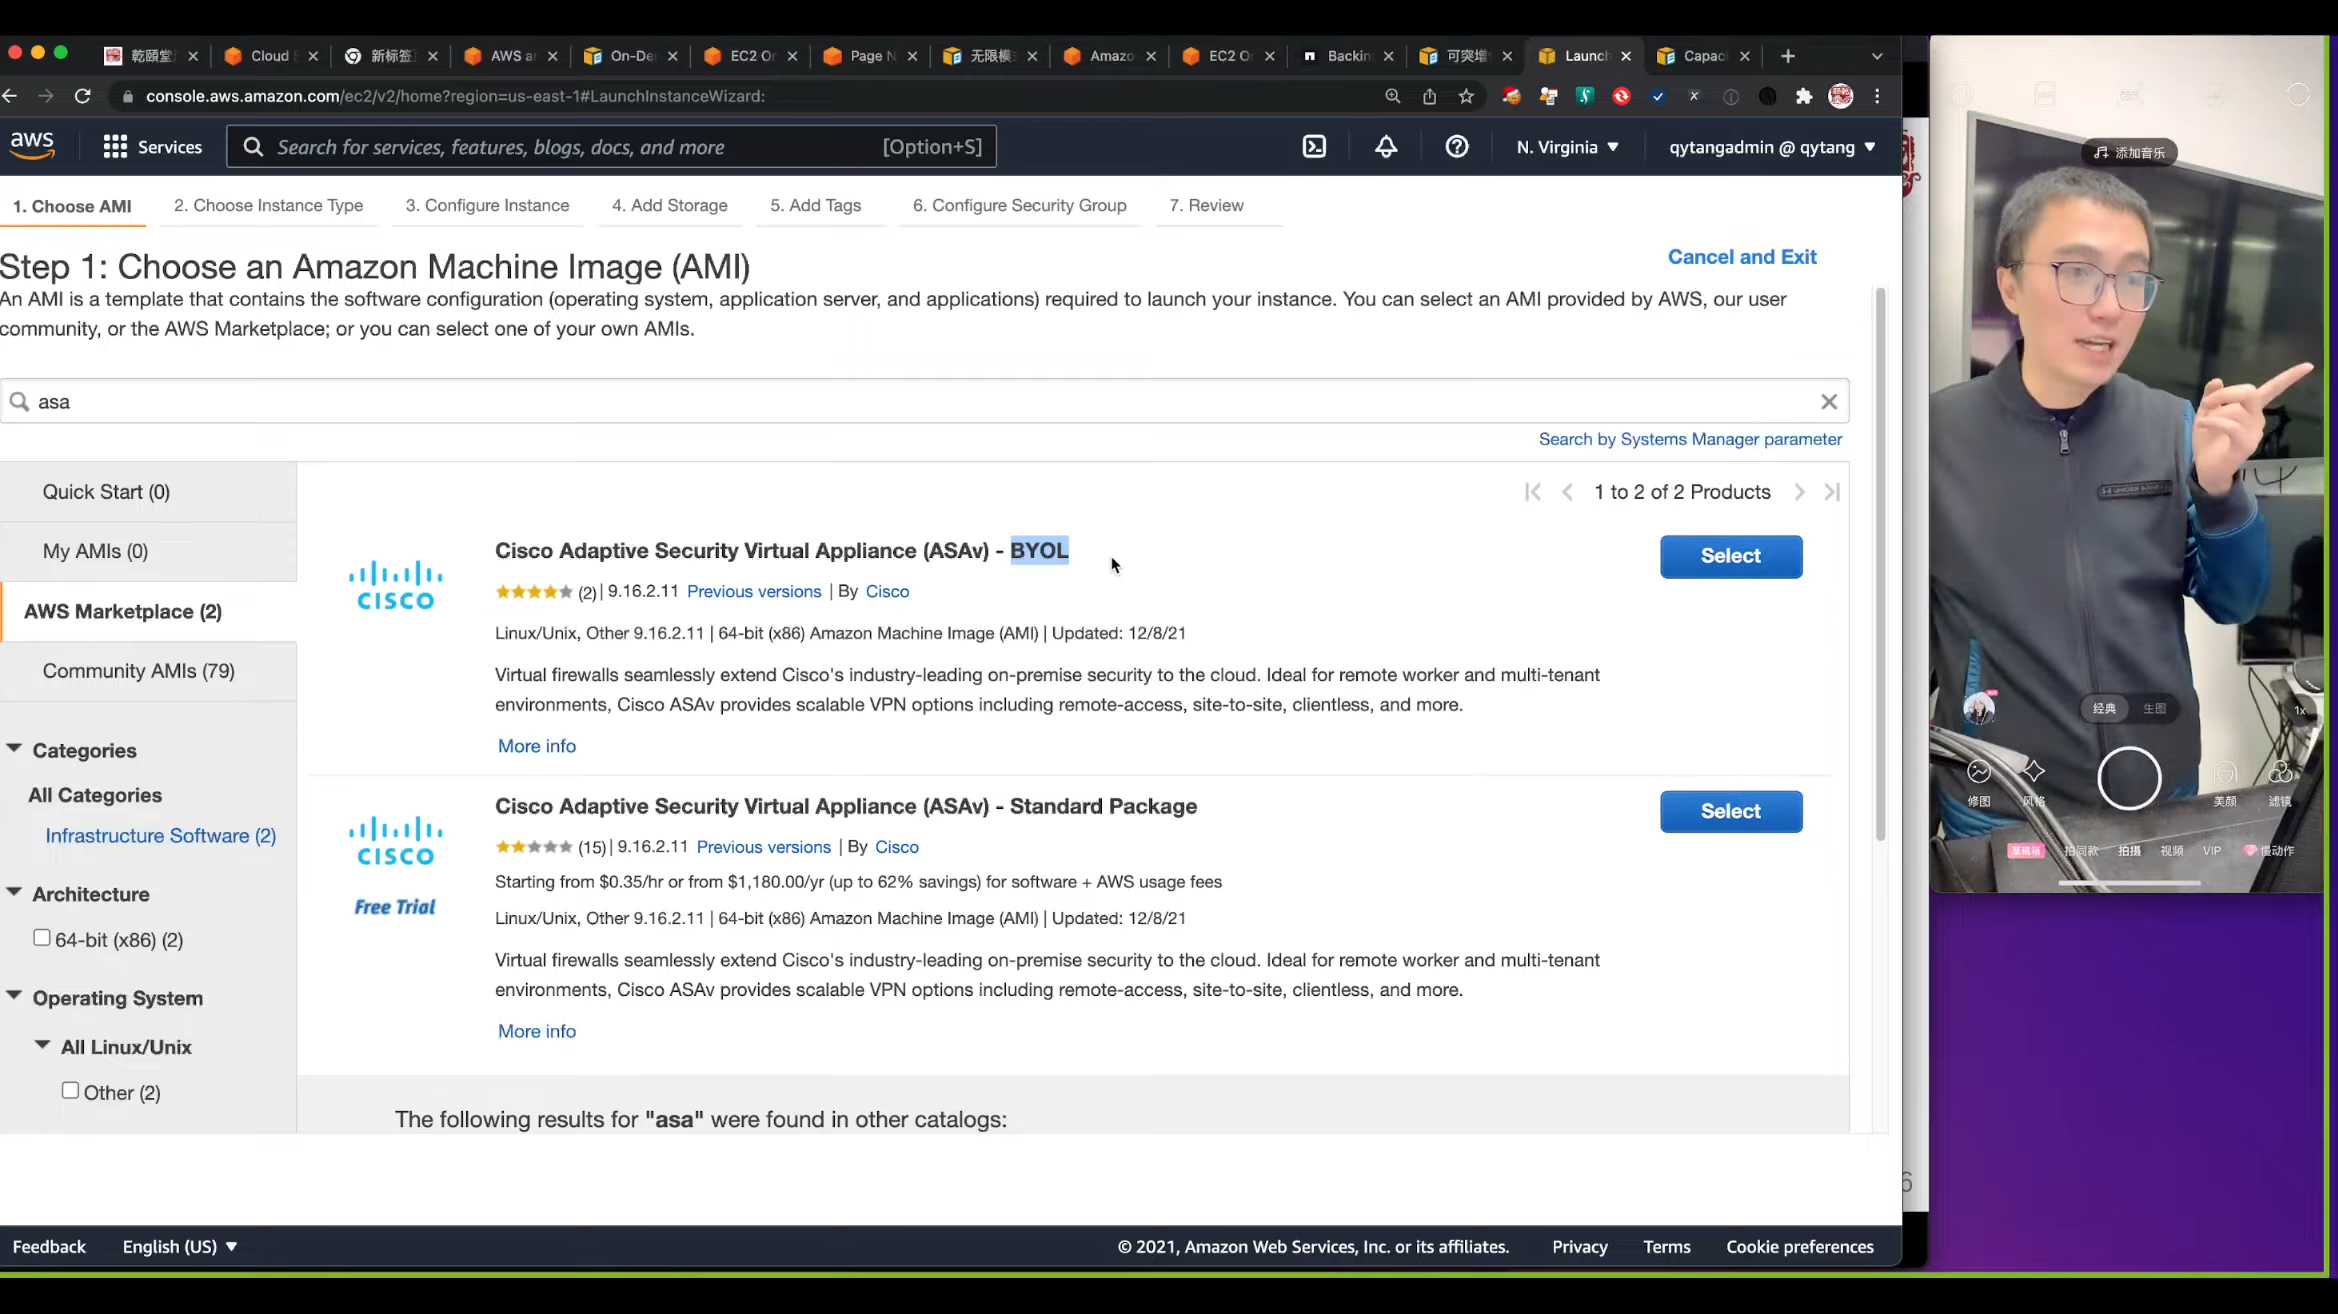 乾頤堂
Cloud
新标签
AWS a
On-De
EC2 O
Page N
无限模
Amazo
EC2 O
Backin
可突增
Launch
Capac
console.aws.amazon.com/ec2/v2/home?region=us-east-1#LaunchInstanceWizard:
aws
Services
Search for services, features, blogs, docs, and more
[Option+S]
N. Virginia
qytangadmin @ qytang
1. Choose AMI
2. Choose Instance Type
3. Configure Instance
4. Add Storage
5. Add Tags
6. Configure Security Group
7. Review
Step 1: Choose an Amazon Machine Image (AMI)
Cancel and Exit
An AMI is a template that contains the software configuration (operating system, application server, and applications) required to launch your instance. You can select an AMI provided by AWS, our user
community, or the AWS Marketplace; or you can select one of your own AMIs.
asa
Search by Systems Manager parameter
Quick Start (0)
My AMIs (0)
AWS Marketplace (2)
Community AMIs (79)
Categories
All Categories
Infrastructure Software (2)
Architecture
64-bit (x86) (2)
Operating System
All Linux/Unix
Other (2)
1 to 2 of 2 Products
CISCO
Cisco Adaptive Security Virtual Appliance (ASAv) - BYOL
Select
(2) | 9.16.2.11 Previous versions | By Cisco
Linux/Unix, Other 9.16.2.11 | 64-bit (x86) Amazon Machine Image (AMI) | Updated: 12/8/21
Virtual firewalls seamlessly extend Cisco's industry-leading on-premise security to the cloud. Ideal for remote worker and multi-tenant
environments, Cisco ASAv provides scalable VPN options including remote-access, site-to-site, clientless, and more.
More info
CISCO
Free Trial
Cisco Adaptive Security Virtual Appliance (ASAv) - Standard Package
Select
(15) | 9.16.2.11 Previous versions | By Cisco
Starting from $0.35/hr or from $1,180.00/yr (up to 62% savings) for software + AWS usage fees
Linux/Unix, Other 9.16.2.11 | 64-bit (x86) Amazon Machine Image (AMI) | Updated: 12/8/21
Virtual firewalls seamlessly extend Cisco's industry-leading on-premise security to the cloud. Ideal for remote worker and multi-tenant
environments, Cisco ASAv provides scalable VPN options including remote-access, site-to-site, clientless, and more.
More info
The following results for "asa" were found in other catalogs:
Feedback
English (US)
© 2021, Amazon Web Services, Inc. or its affiliates.
Privacy
Terms
Cookie preferences
6
添加音乐
经典
生图
1x
修图
风格
美颜
滤镜
草稿箱
拍同款
拍摄
视频
VIP
慢动作